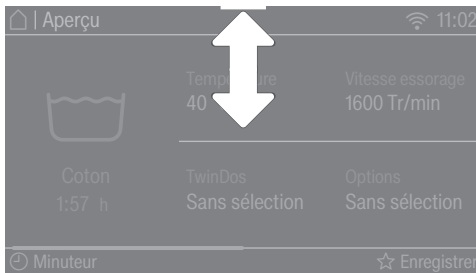 | Aperçu 11:02
Température Vitesse essorage
40 1600 Tr/min
Coton TwinDos Options
1:57 h Sans sélection Sans sélection
Minuteur Enregistrer